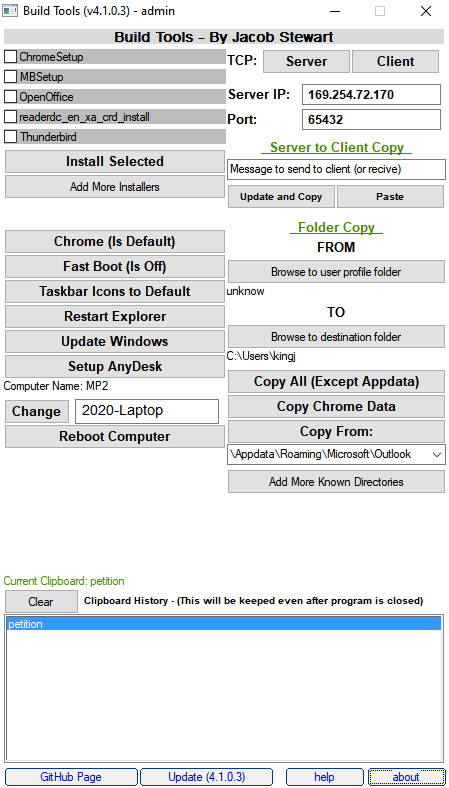 Build Tools (v4.1.0.3) - admin
Build Tools - By Jacob Stewart
ChromeSetup
MBSetup
OpenOffice
readerdc_en_xa_crd_install
Thunderbird
Install Selected
Add More Installers
Chrome (Is Default)
Fast Boot (Is Off)
Taskbar Icons to Default
Restart Explorer
Update Windows
Setup AnyDesk
Computer Name: MP2
Change 2020-Laptop
Reboot Computer
TCP: Server Client
Server IP: 169.254.72.170
Port: 65432
Server to Client Copy
Message to send to client (or recive)
Update and Copy Paste
Folder Copy
FROM
Browse to user profile folder
unknow
TO
Browse to destination folder
C:\Users\kingj
Copy All (Except Appdata)
Copy Chrome Data
Copy From:
\Appdata\Roaming\Microsoft\Outlook
Add More Known Directories
Current Clipboard: petition
Clear Clipboard History - (This will be keeped even after program is closed)
petition
GitHub Page Update (4.1.0.3) help about